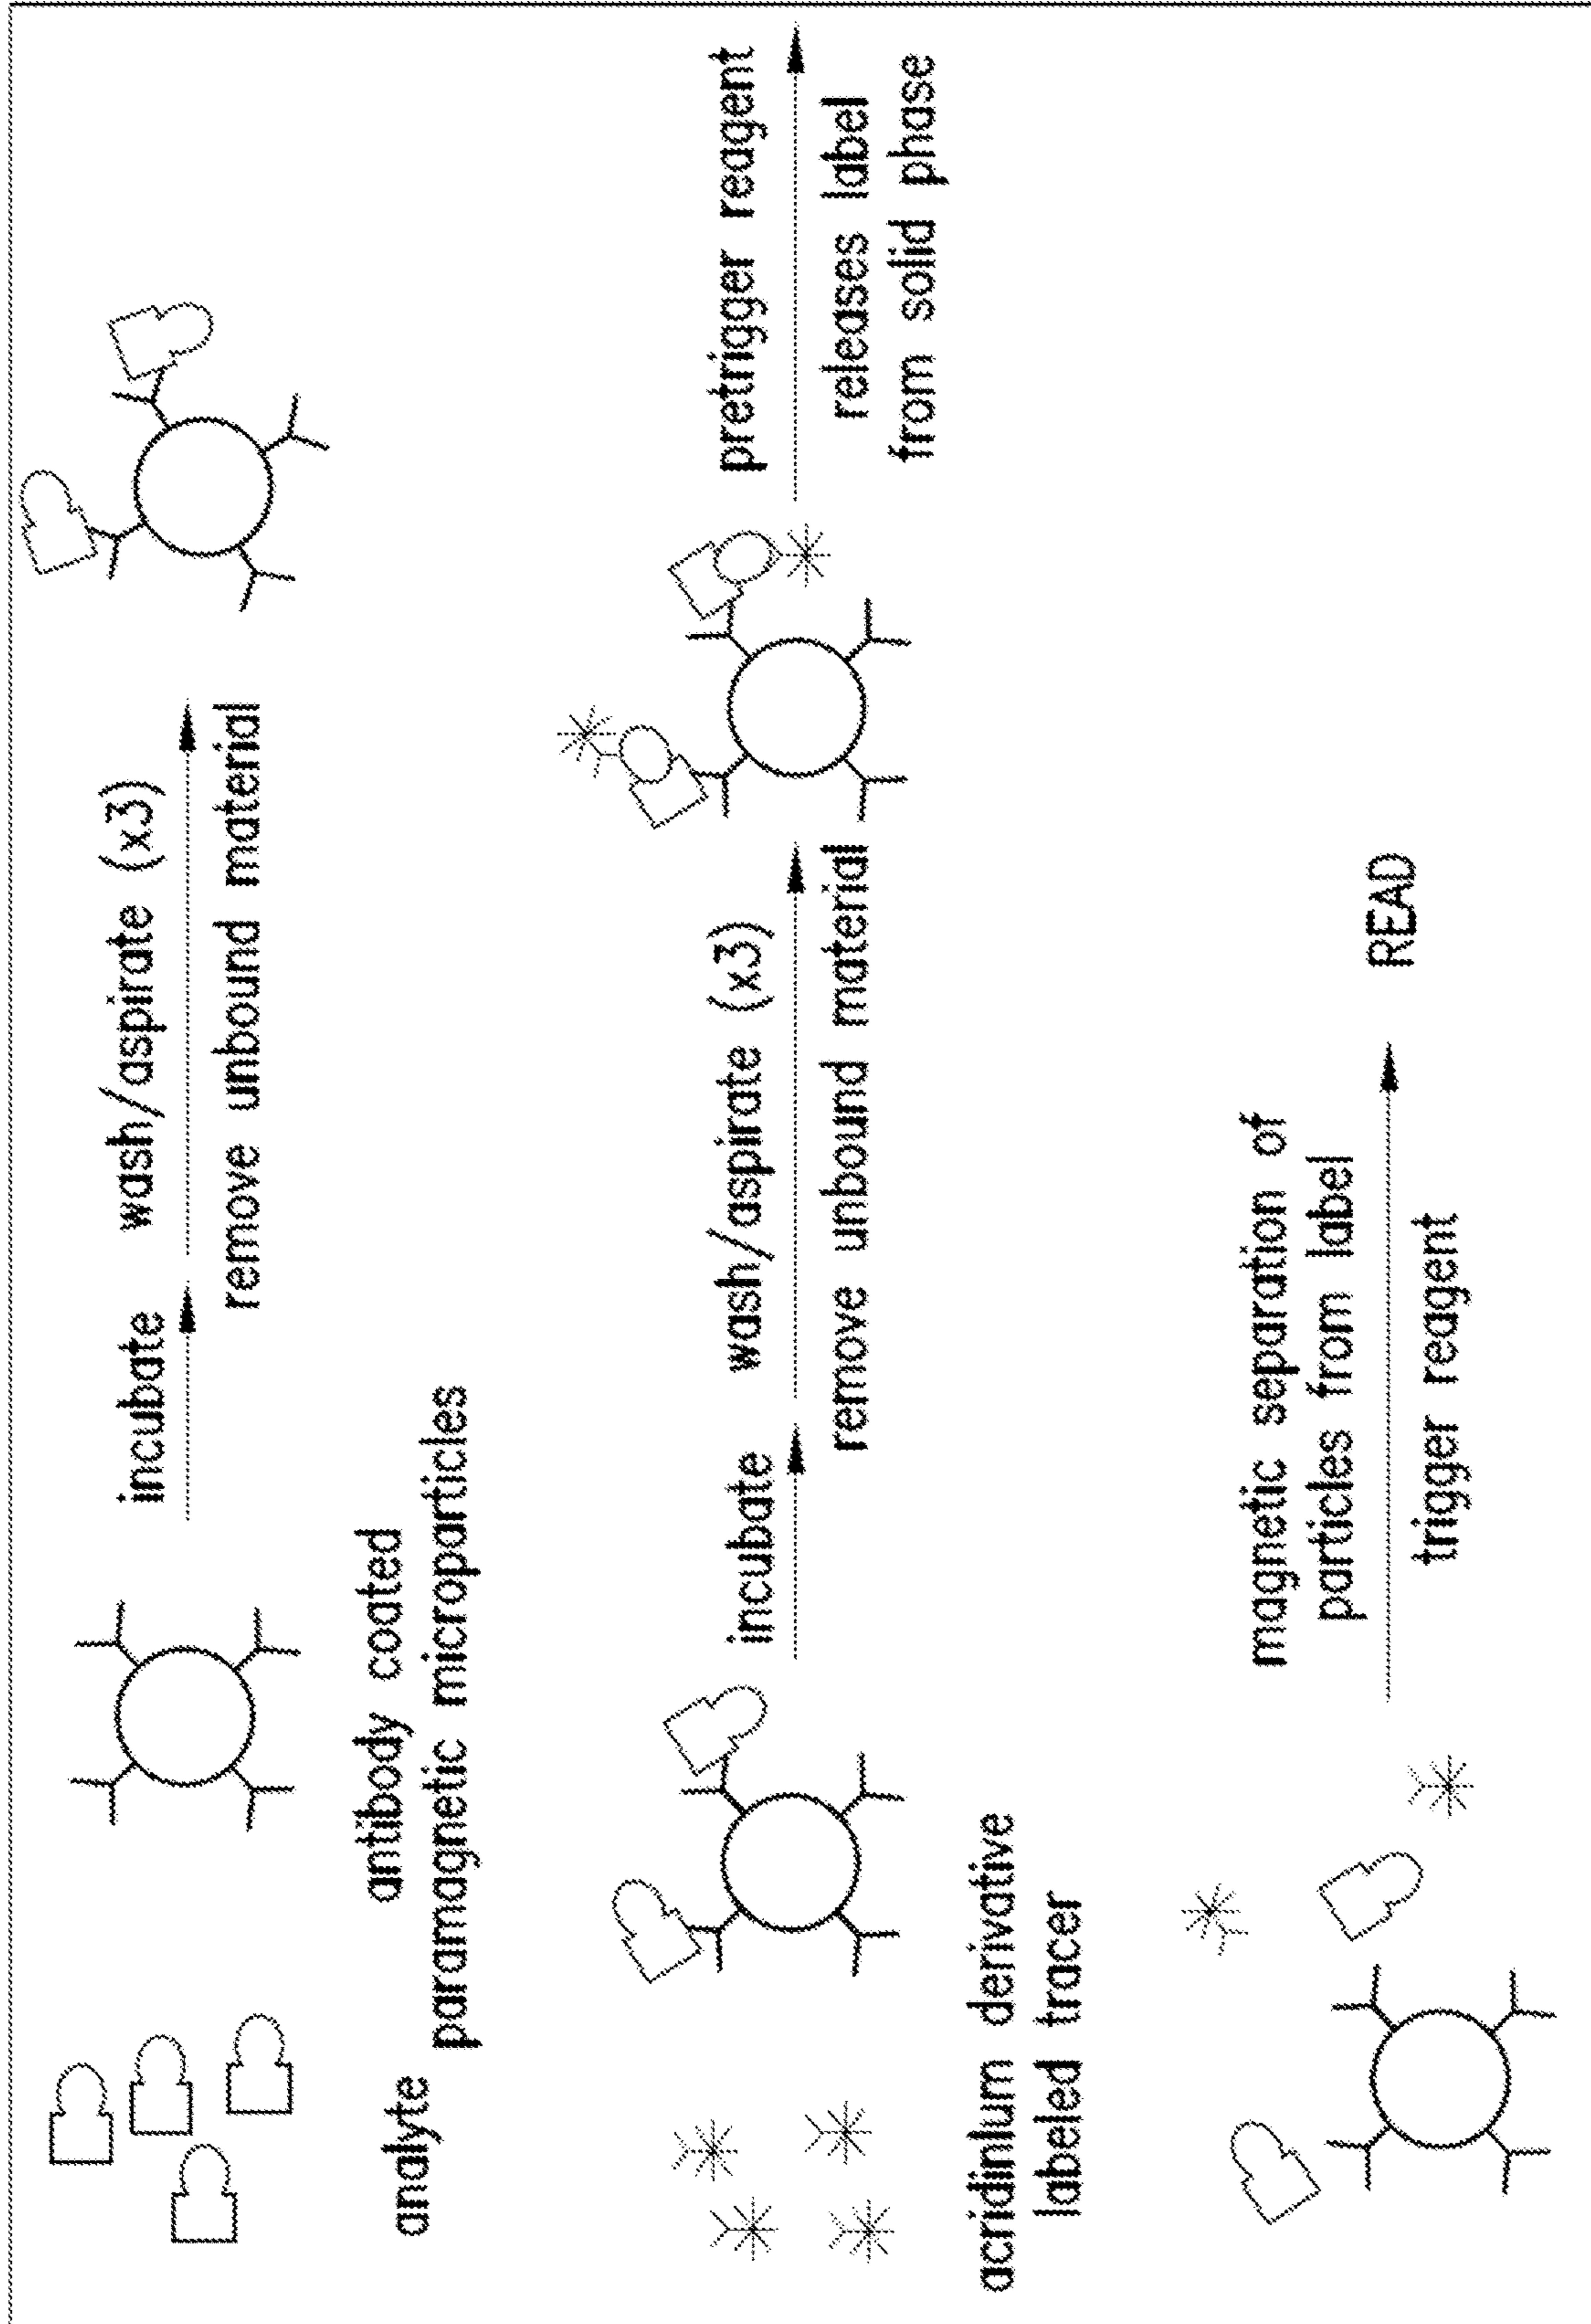 incubate
wash/aspirate (x3)
remove unbound material
analyte
antibody coated
paramagnetic microparticles
incubate
wash/aspirate (x3)
remove unbound material
pretrigger reagent
releases label
from solid phase
acridinlum derivative
labeled tracer
magnetic separation of
particles from label
trigger reagent
READ